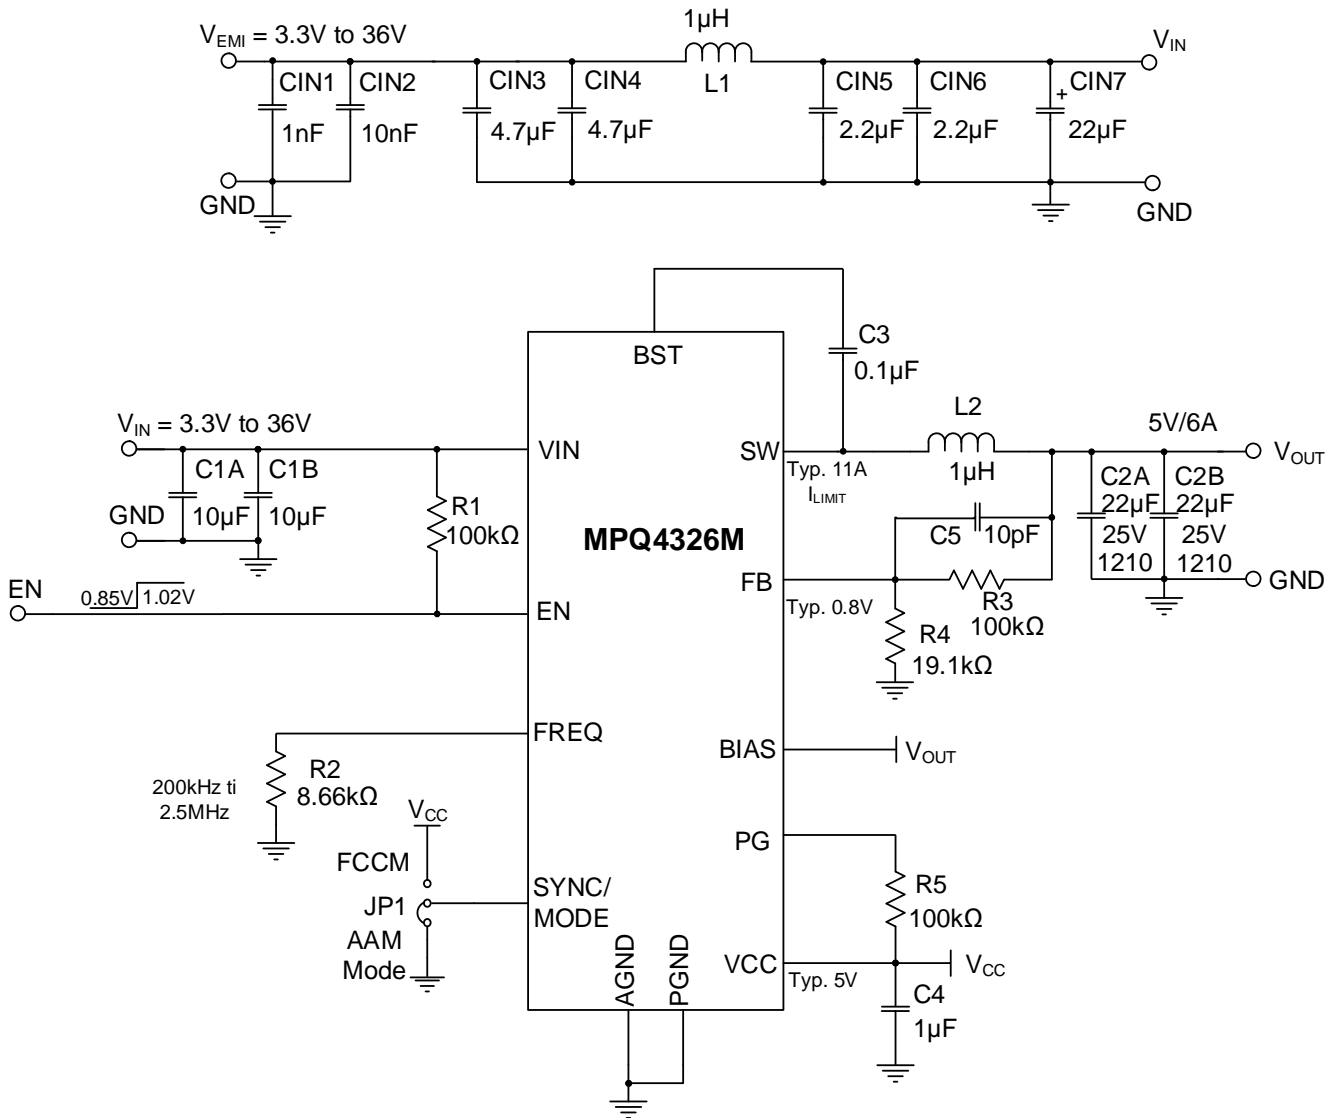 1µH
V_EMI = 3.3V to 36V
V_IN
CIN1
CIN2
CIN3
CIN4
L1
CIN5
CIN6
+
CIN7
1nF
10nF
4.7µF
4.7µF
2.2µF
2.2µF
22µF
GND
GND
BST
C3
0.1µF
V_IN = 3.3V to 36V
L2
5V/6A
VIN
SW
V_OUT
C1A
C1B
Typ. 11A
I_LIMIT
1µH
C2A
C2B
10µF
10µF
R1
100kΩ
22µF
22µF
GND
MPQ4326M
C5
10pF
25V
25V
1210
1210
EN
0.85V
1.02V
FB
GND
Typ. 0.8V
R3
100kΩ
EN
R4
19.1kΩ
FREQ
BIAS
V_OUT
R2
8.66kΩ
200kHz ti
2.5MHz
V_CC
PG
FCCM
SYNC/
MODE
R5
100kΩ
JP1
AAM
Mode
AGND
PGND
VCC
Typ. 5V
V_CC
C4
1µF